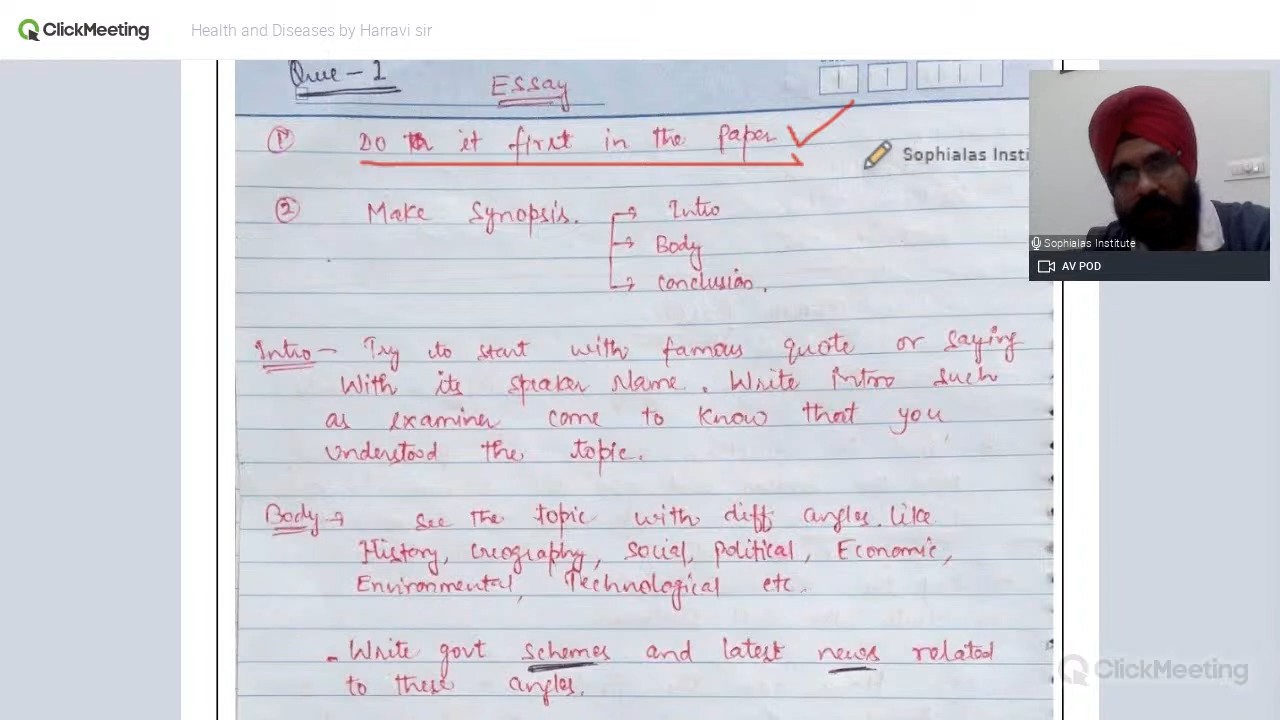 ClickMeeting
Health and Diseases by Harravi sir
Que - 1
Essay
① Do it first in the paper
Sophialas Insti
② Make Synopsis. → Intro
→ Body
→ Conclusion.
Sophialas Institute
AV POD
Intro - Try to start with famous quote or saying
With its speaker Name. Write intro such
as examiner come to know that you
understood the topic.
Body → See the topic with diff angles. Like
History, Geography, Social, political, Economic,
Environmental, Technological etc.
- Write govt schemes and latest news related
to these angles.
ClickMeeting